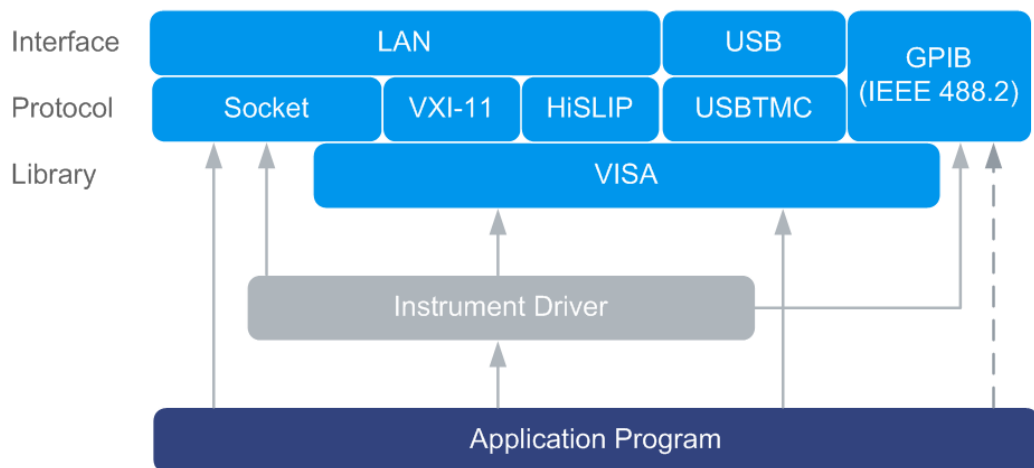 Interface
LAN
USB
GPIB
(IEEE 488.2)
Protocol
Socket
VXI-11
HiSLIP
USBTMC
Library
VISA
Instrument Driver
Application Program